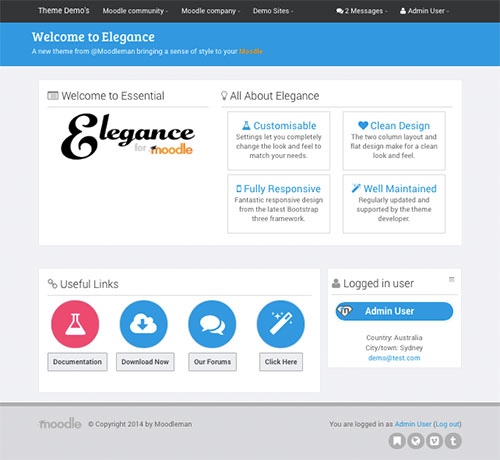 Theme Demo's Moodle community Moodle company Demo Sites 2 Messages Admin User
Welcome to Elegance
A new theme from @Moodleman bringing a sense of style to your Moodle
Welcome to Essential
Elegance
for moodle
All About Elegance
Customisable
Settings let you completely
change the look and feel to
match your needs.
Clean Design
The two column layout and
flat design make for a clean
look and feel.
Fully Responsive
Fantastic responsive design
from the latest Bootstrap
three framework.
Well Maintained
Regularly updated and
supported by the theme
developer.
Useful Links
Documentation
Download Now
Our Forums
Click Here
Logged in user
Admin User
Country: Australia
City/town: Sydney
demo@test.com
moodle © Copyright 2014 by Moodleman
You are logged in as Admin User (Log out)